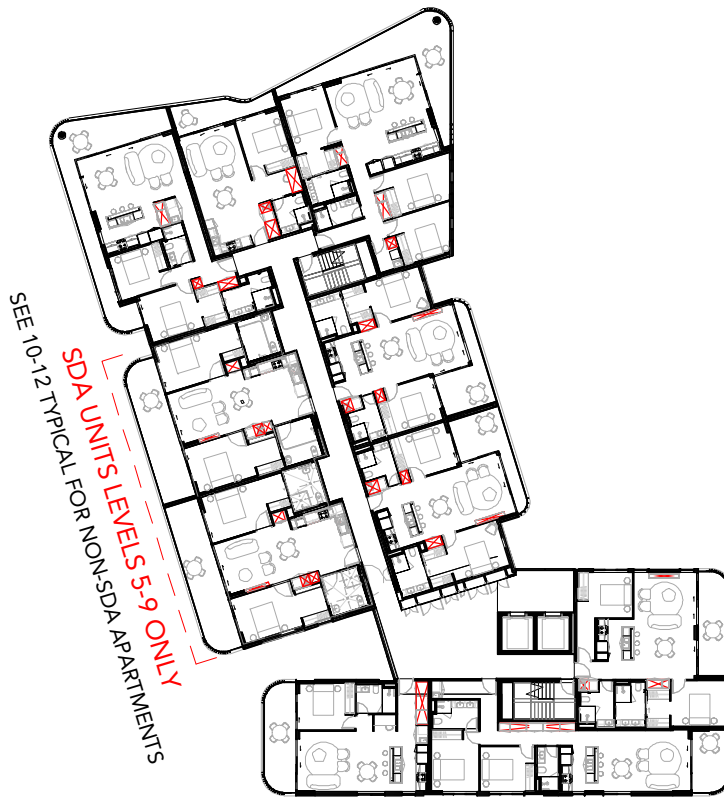 SDA UNITS LEVELS 5-9 ONLY
SEE 10-12 TYPICAL FOR NON-SDA APARTMENTS